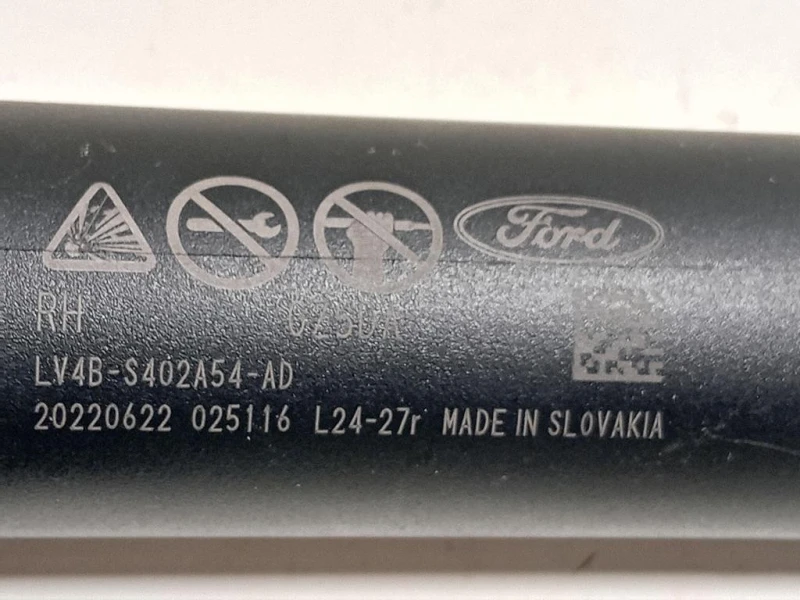 Ford
RH
LV4B-S402A54-AD
20220622 025116 L24-27r MADE IN SLOVAKIA